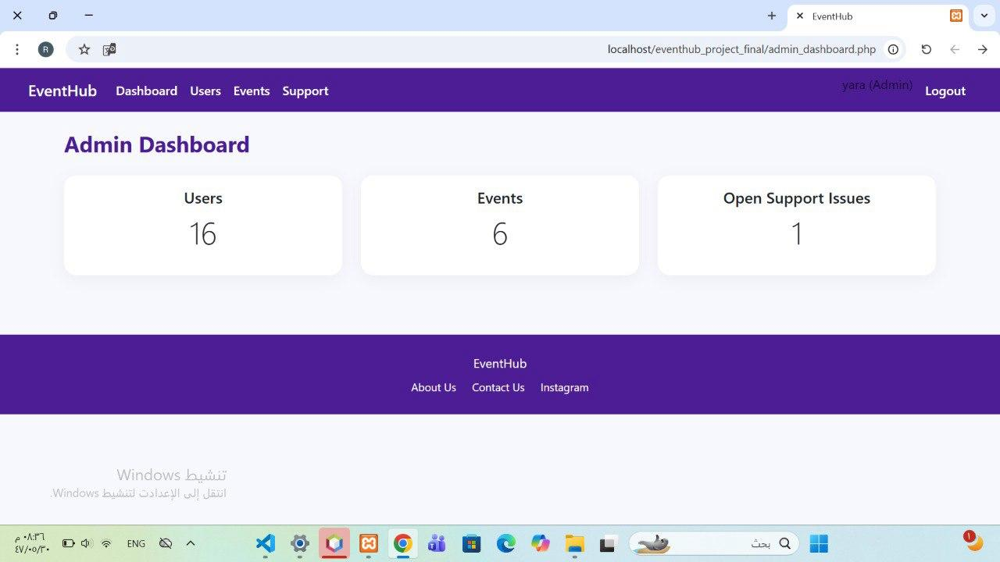 EventHub
localhost/eventhub_project_final/admin_dashboard.php
R
EventHub Dashboard Users Events Support yara (Admin) Logout
Admin Dashboard
Users
16
Events
6
Open Support Issues
1
EventHub
About Us Contact Us Instagram
تنشيط Windows
انتقل إلى الإعدادت لتنشيط Windows.
٠٨:٣٦ م
٤٧/٠٥/٣٠
ENG
بحث
1